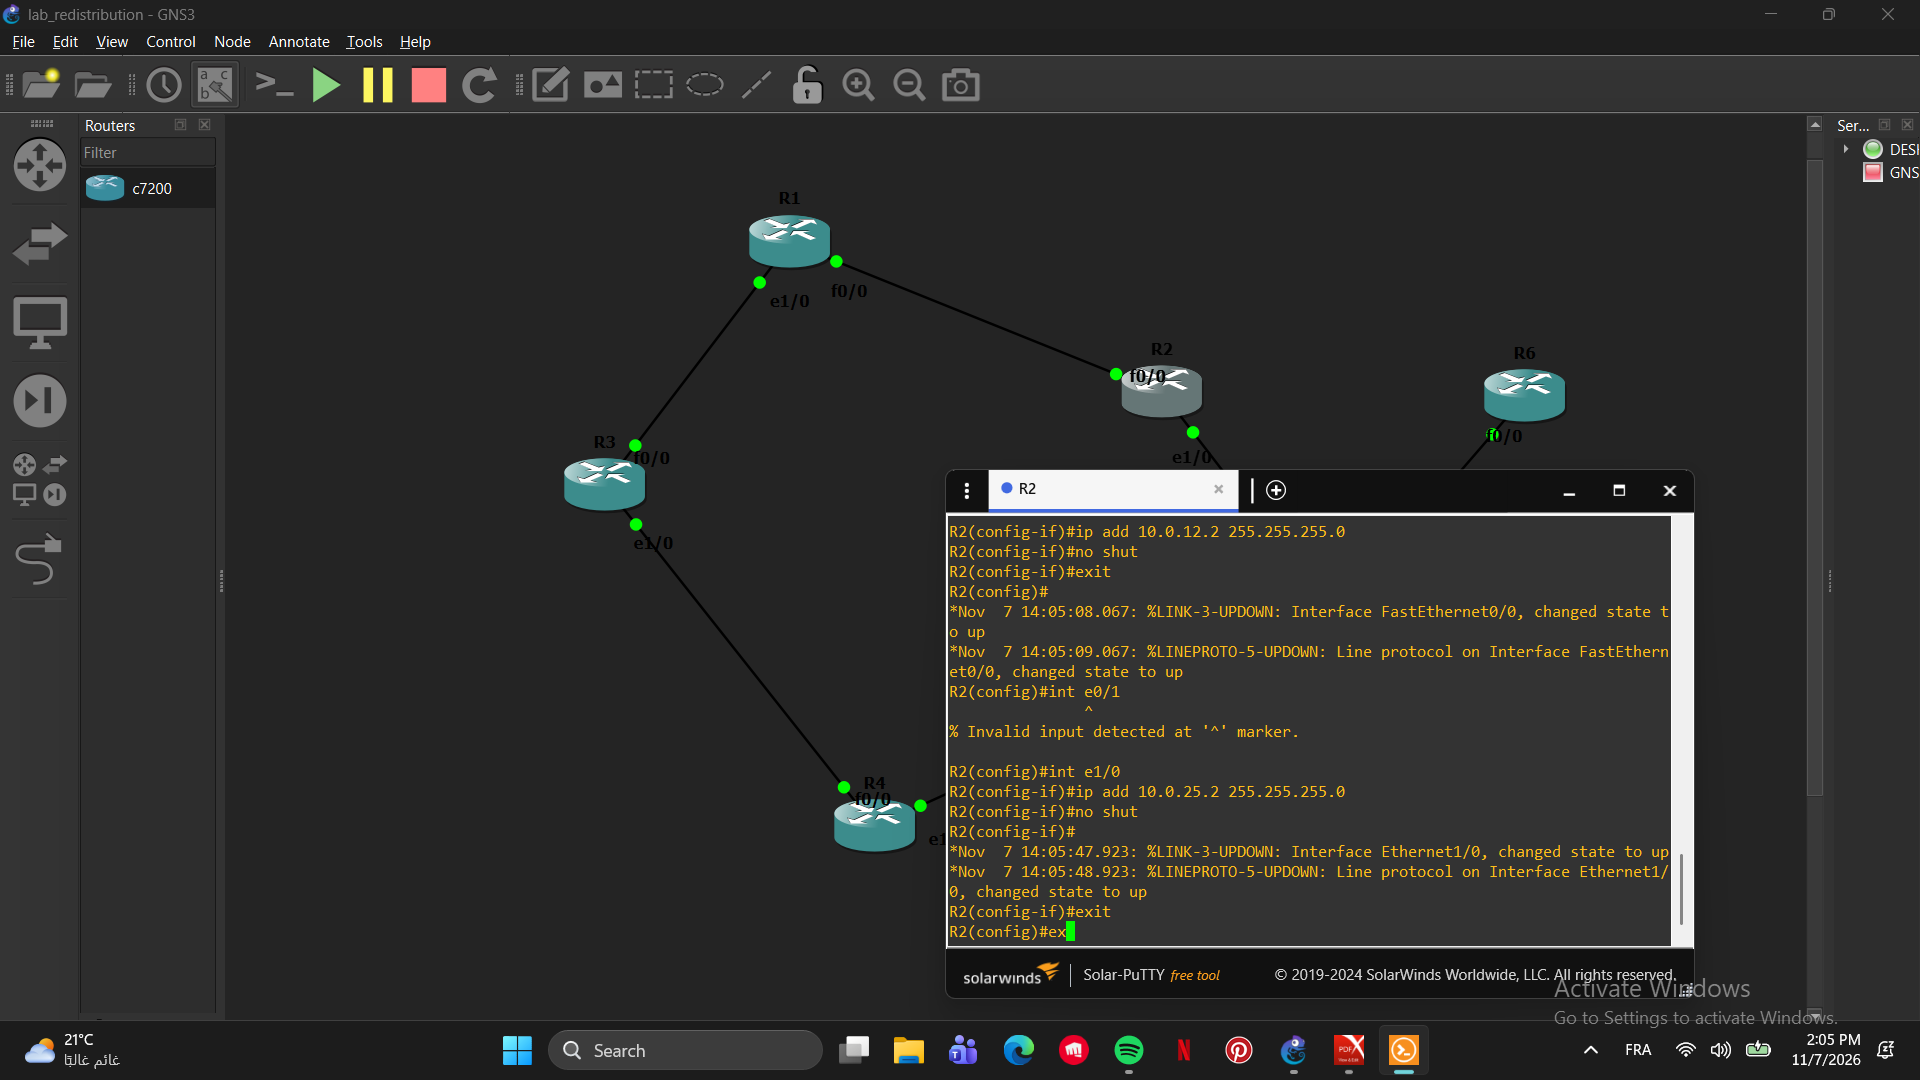 lab_redistribution - GNS3
File Edit View Control Node Annotate Tools Help
Routers
Filter
c7200
Ser...
DESI
GNS
R1
e1/0
f0/0
R2
f0/0
e1/0
R6
f0/0
R3
f0/0
e1/0
R4
f0/0
e1
R2
R2(config-if)#ip add 10.0.12.2 255.255.255.0
R2(config-if)#no shut
R2(config-if)#exit
R2(config)#
*Nov  7 14:05:08.067: %LINK-3-UPDOWN: Interface FastEthernet0/0, changed state t
o up
*Nov  7 14:05:09.067: %LINEPROTO-5-UPDOWN: Line protocol on Interface FastEthern
et0/0, changed state to up
R2(config)#int e0/1
^
% Invalid input detected at '^' marker.
R2(config)#int e1/0
R2(config-if)#ip add 10.0.25.2 255.255.255.0
R2(config-if)#no shut
R2(config-if)#
*Nov  7 14:05:47.923: %LINK-3-UPDOWN: Interface Ethernet1/0, changed state to up
*Nov  7 14:05:48.923: %LINEPROTO-5-UPDOWN: Line protocol on Interface Ethernet1/
0, changed state to up
R2(config-if)#exit
R2(config)#ex
solarwinds Solar-PuTTY free tool © 2019-2024 SolarWinds Worldwide, LLC. All rights reserved.
Activate Windows
Go to Settings to activate Windows.
21°C
غائم غالبًا
Search
FRA
2:05 PM
11/7/2026